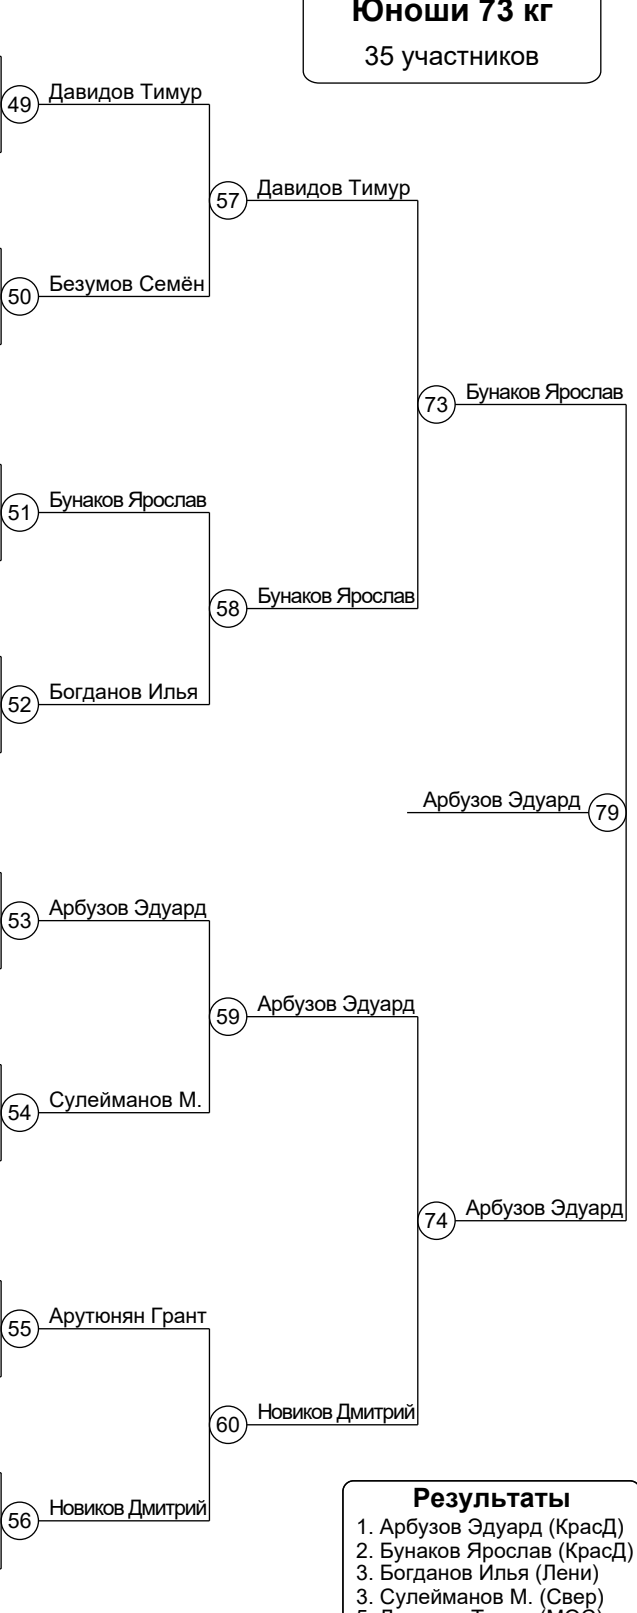 Юноши 73 кг
35 участников
49 Давидов Тимур
57 Давидов Тимур
50 Безумов Семён
73 Бунаков Ярослав
51 Бунаков Ярослав
58 Бунаков Ярослав
52 Богданов Илья
Арбузов Эдуард 79
53 Арбузов Эдуард
59 Арбузов Эдуард
54 Сулейманов М.
74 Арбузов Эдуард
55 Арутюнян Грант
60 Новиков Дмитрий
56 Новиков Дмитрий
Результаты
1. Арбузов Эдуард (КрасД)
2. Бунаков Ярослав (КрасД)
3. Богданов Илья (Лени)
3. Сулейманов М. (Свер)